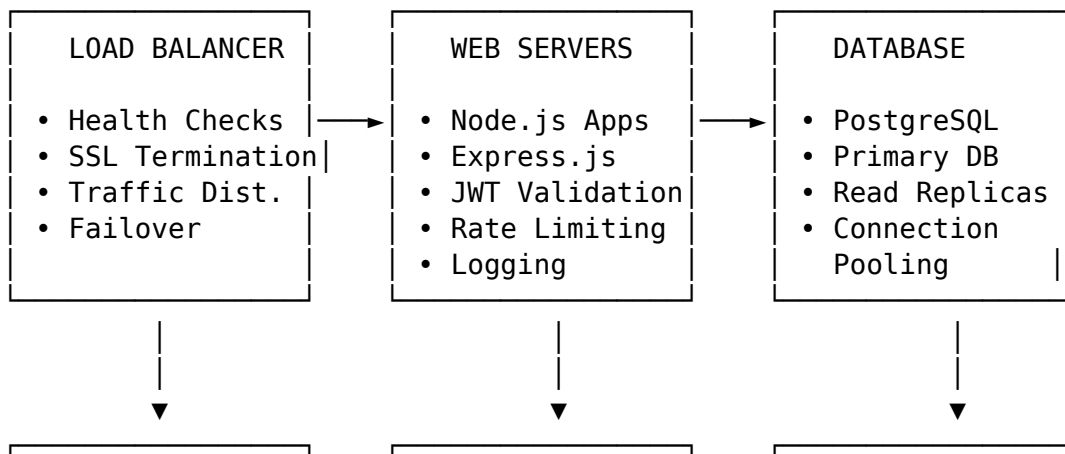 LOAD BALANCER WEB SERVERS DATABASE
• Health Checks • Node.js Apps • PostgreSQL
• SSL Termination • Express.js • Primary DB
• Traffic Dist. • JWT Validation • Read Replicas
• Failover • Rate Limiting • Connection
• Logging Pooling